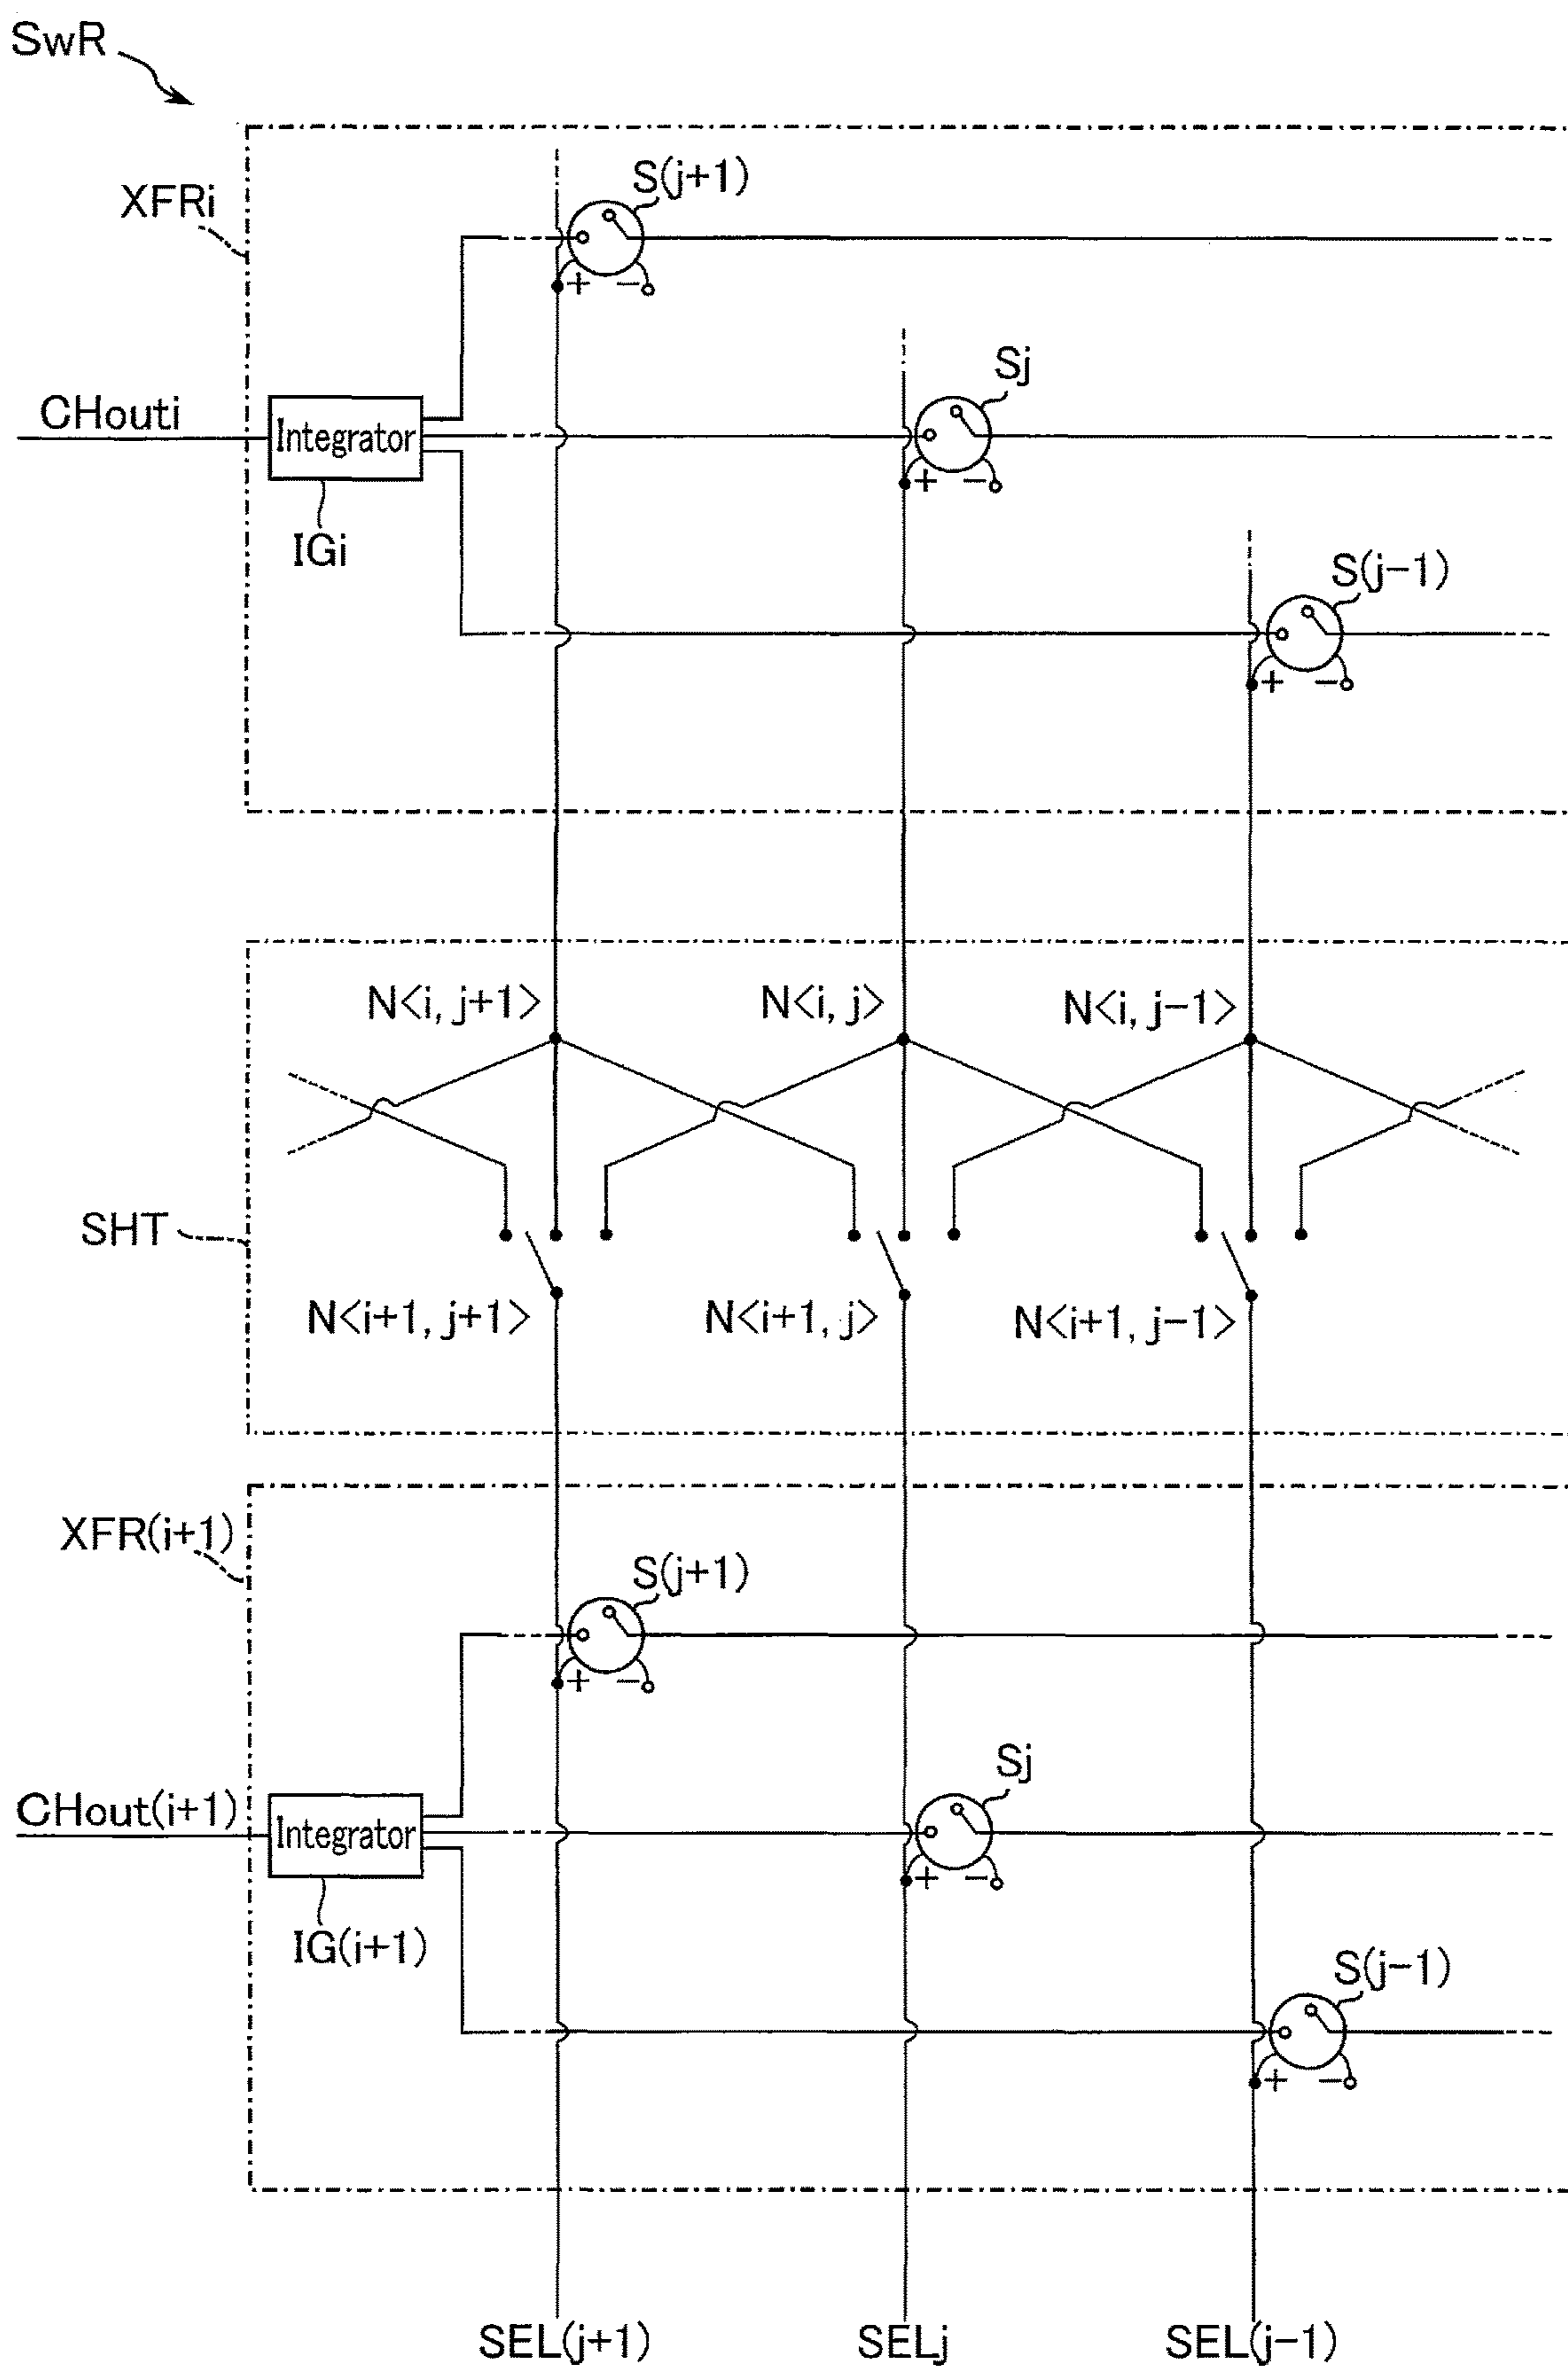 SwR
XFRi
S(j+1)
+ −
Sj
CHouti
Integrator
+ −
IGi
S(j−1)
+ −
N<i, j+1>
N<i, j>
N<i, j−1>
SHT
N<i+1, j+1>
N<i+1, j>
N<i+1, j−1>
XFR(i+1)
S(j+1)
+ −
Sj
CHout(i+1)
Integrator
+ −
IG(i+1)
S(j−1)
+ −
SEL(j+1)
SELj
SEL(j−1)